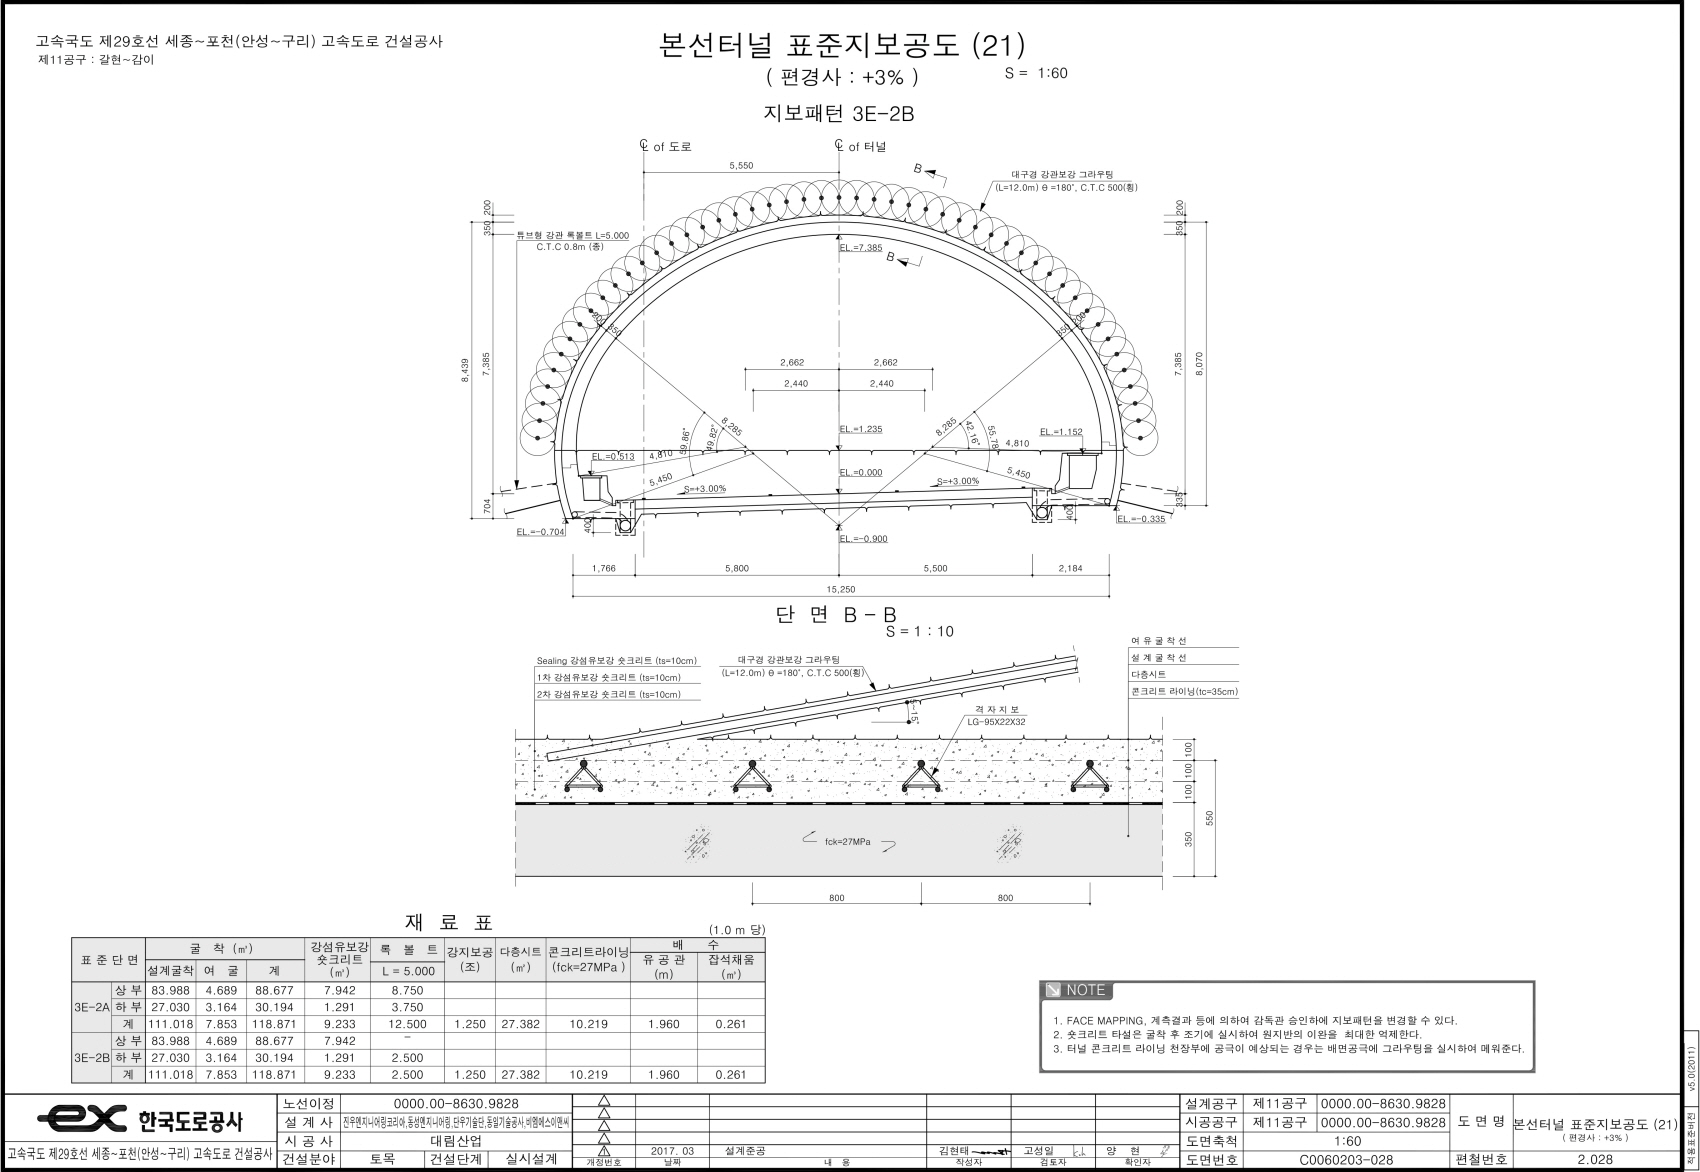 고속국도 제29호선 세종~포천(안성~구리) 고속도로 건설공사
제11공구 : 갈현~감이
본선터널 표준지보공도 (21)
( 편경사 : +3% )
S = 1:60
지보패턴 3E-2B
℄ of 도로
℄ of 터널
5,550
B
대구경 강관보강 그라우팅
(L=12.0m) θ =180°, C.T.C 500(횡)
200
350
200
350
튜브형 강관 록볼트 L=5.000
C.T.C 0.8m (종)
EL.=7.385
B
200
350
350
200
8,439
7,385
7,385
8,070
2,662
2,662
2,440
2,440
8,285
8,285
59.86°
49.82°
42.16°
55.78°
EL.=1.235
EL.=1.152
EL.=0.513
4,810
4,810
5,450
5,450
EL.=0.000
S=+3.00%
S=+3.00%
704
335
400
400
EL.=-0.704
EL.=-0.335
EL.=-0.900
1,766
5,800
5,500
2,184
15,250
단 면 B - B
S = 1 : 10
Sealing 강섬유보강 숏크리트 (ts=10cm)
1차 강섬유보강 숏크리트 (ts=10cm)
2차 강섬유보강 숏크리트 (ts=10cm)
대구경 강관보강 그라우팅
(L=12.0m) θ =180°, C.T.C 500(횡)
여 유 굴 착 선
설 계 굴 착 선
다층시트
콘크리트 라이닝(tc=35cm)
5~15°
격 자 지 보
LG-95X22X32
100
100
100
350
550
fck=27MPa
800
800
재 료 표
(1.0 m 당)
표 준 단 면 굴 착 (㎥) 강섬유보강 숏크리트 (㎥) 록 볼 트 강지보공 (조) 다층시트 (㎡) 콘크리트라이닝 (fck=27MPa ) 배 수
설계굴착 여 굴 계 L = 5.000 유 공 관 (m) 잡석채움 (㎥)
3E-2A 상 부 83.988 4.689 88.677 7.942 8.750
하 부 27.030 3.164 30.194 1.291 3.750
계 111.018 7.853 118.871 9.233 12.500 1.250 27.382 10.219 1.960 0.261
3E-2B 상 부 83.988 4.689 88.677 7.942 -
하 부 27.030 3.164 30.194 1.291 2.500
계 111.018 7.853 118.871 9.233 2.500 1.250 27.382 10.219 1.960 0.261
NOTE
1. FACE MAPPING, 계측결과 등에 의하여 감독관 승인하에 지보패턴을 변경할 수 있다.
2. 숏크리트 타설은 굴착 후 조기에 실시하여 원지반의 이완을 최대한 억제한다.
3. 터널 콘크리트 라이닝 천장부에 공극이 예상되는 경우는 배면공극에 그라우팅을 실시하여 메워준다.
v5.0(2011)
적용표준버전
ex 한국도로공사
고속국도 제29호선 세종~포천(안성~구리) 고속도로 건설공사
노선이정 0000.00-8630.9828
설 계 사 진우엔지니어링코리아,동성엔지니어링,단우기술단,동일기술공사,비엠에스이앤씨
시 공 사 대림산업
건설분야 토목 건설단계 실시설계
1 2017. 03 설계준공 김현태 고성일 양 현
개정번호 날짜 내 용 작성자 검토자 확인자
설계공구 제11공구 0000.00-8630.9828
시공공구 제11공구 0000.00-8630.9828
도면축척 1:60
도면번호 C0060203-028
도 면 명 본선터널 표준지보공도 (21)
( 편경사 : +3% )
편철번호 2.028